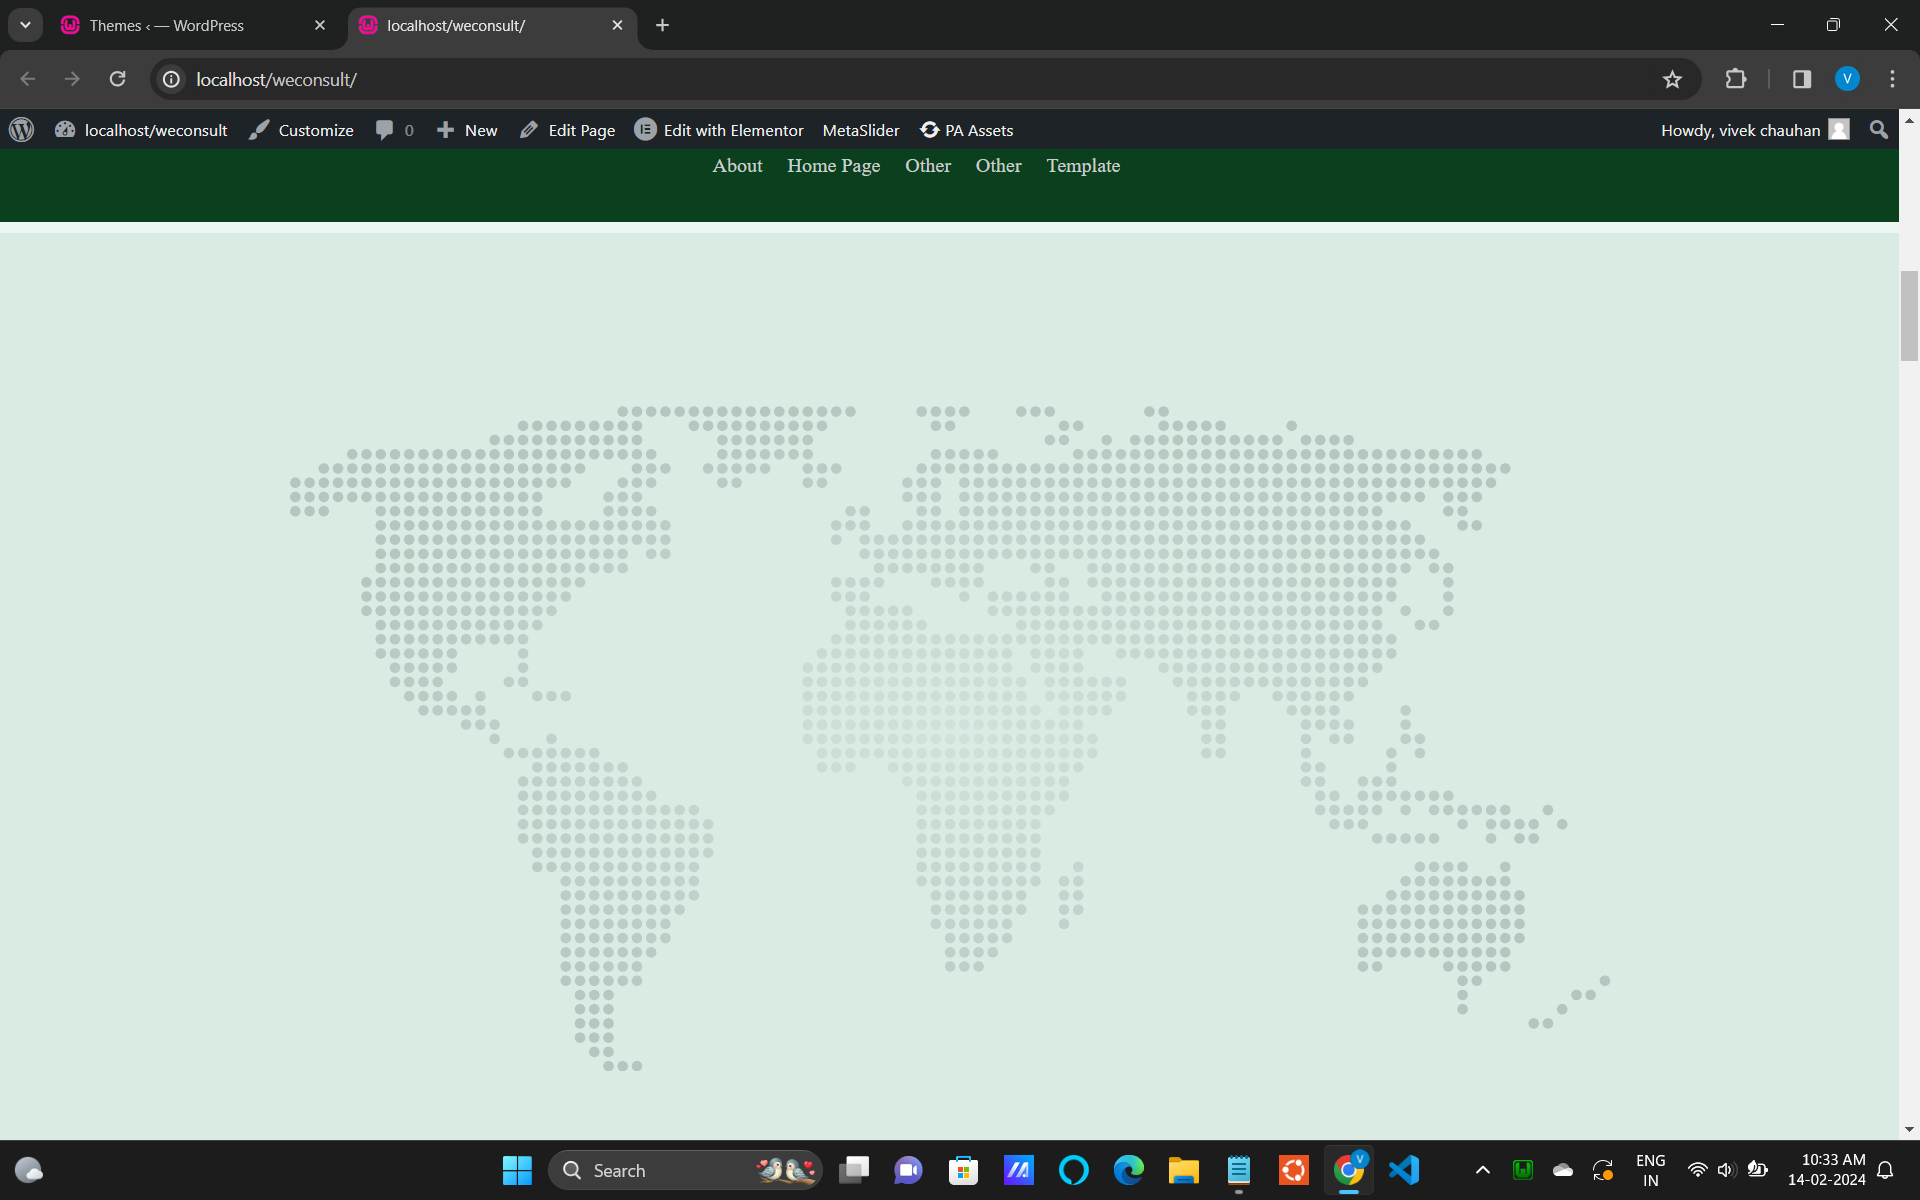 Themes ‹ — WordPress
localhost/weconsult/
localhost/weconsult/
localhost/weconsult Customize 0 New Edit Page Edit with Elementor MetaSlider PA Assets Howdy, vivek chauhan
About Home Page Other Other Template
Search
ENG
IN
10:33 AM
14-02-2024